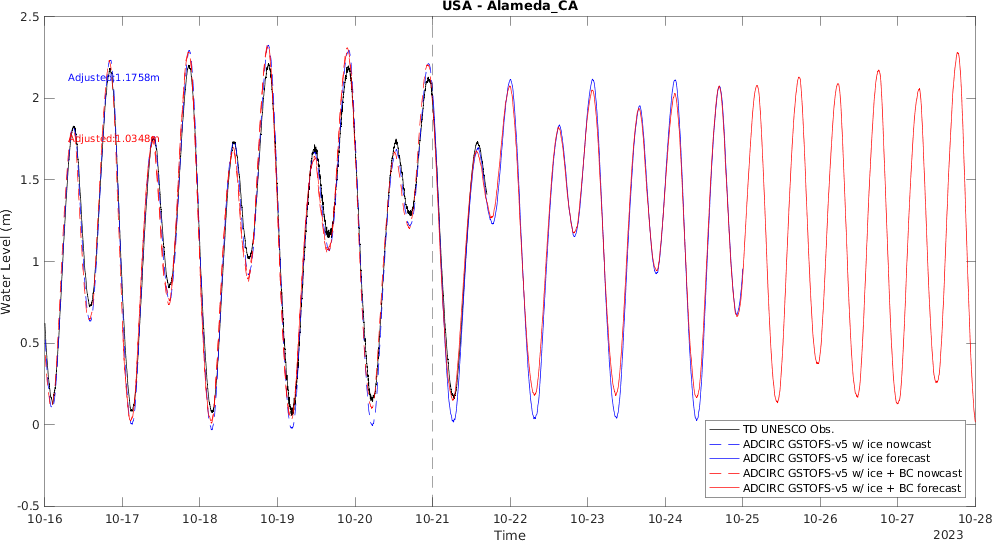 USA - Alameda_CA
2.5
2
1.5
1
0.5
0
-0.5
Water Level (m)
Adjusted:1.1758m
Adjusted:1.0348m
TD UNESCO Obs.
ADCIRC GSTOFS-v5 w/ ice nowcast
ADCIRC GSTOFS-v5 w/ ice forecast
ADCIRC GSTOFS-v5 w/ ice + BC nowcast
ADCIRC GSTOFS-v5 w/ ice + BC forecast
10-16 10-17 10-18 10-19 10-20 10-21 10-22 10-23 10-24 10-25 10-26 10-27 10-28
Time
2023